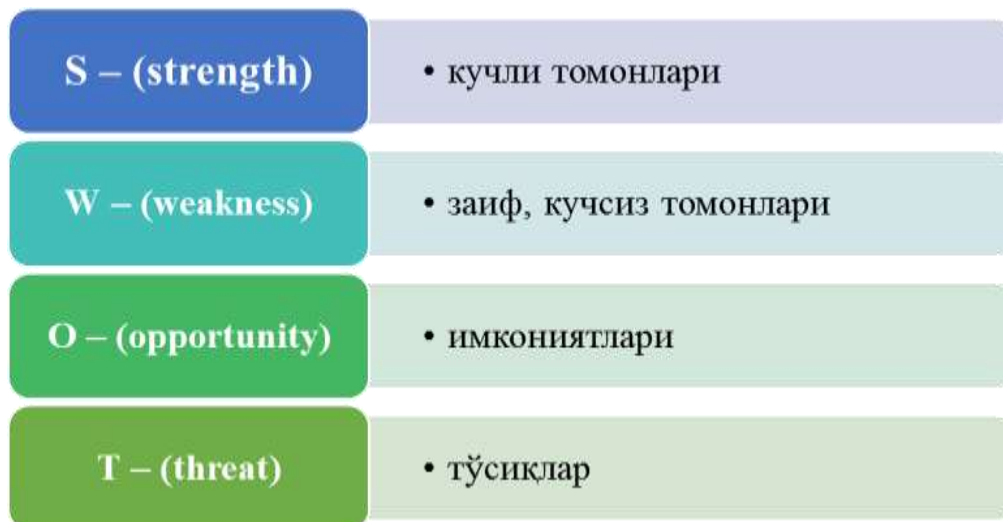 S – (strength)
• кучли томонлари
W – (weakness)
• заиф, кучсиз томонлари
O – (opportunity)
• имкониятлари
T – (threat)
• тўсиқлар